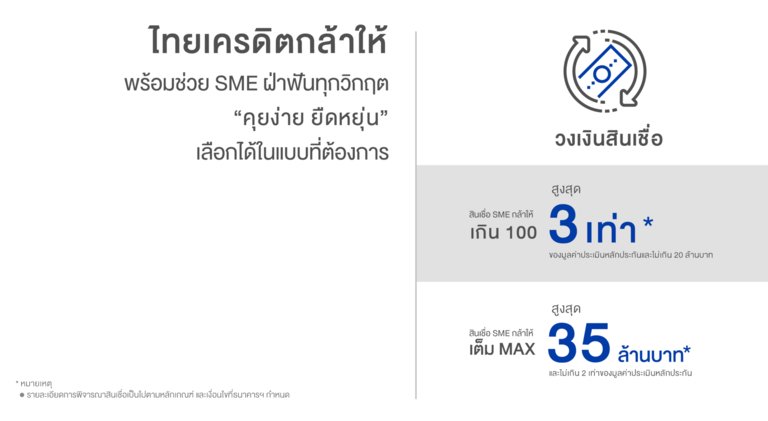 ไทยเครดิตกล้าให้
พร้อมช่วย SME ฝ่าฟันทุกวิกฤต
“คุยง่าย ยืดหยุ่น”
เลือกได้ในแบบที่ต้องการ
วงเงินสินเชื่อ
สูงสุด
สินเชื่อ SME กล้าให้
เกิน 100
3 เท่า*
ของมูลค่าประเมินหลักประกันและไม่เกิน 20 ล้านบาท
สูงสุด
สินเชื่อ SME กล้าให้
เต็ม MAX
35 ล้านบาท*
และไม่เกิน 2 เท่าของมูลค่าประเมินหลักประกัน
* หมายเหตุ
● รายละเอียดการพิจารณาสินเชื่อเป็นไปตามหลักเกณฑ์ และเงื่อนไขที่ธนาคารฯ กำหนด